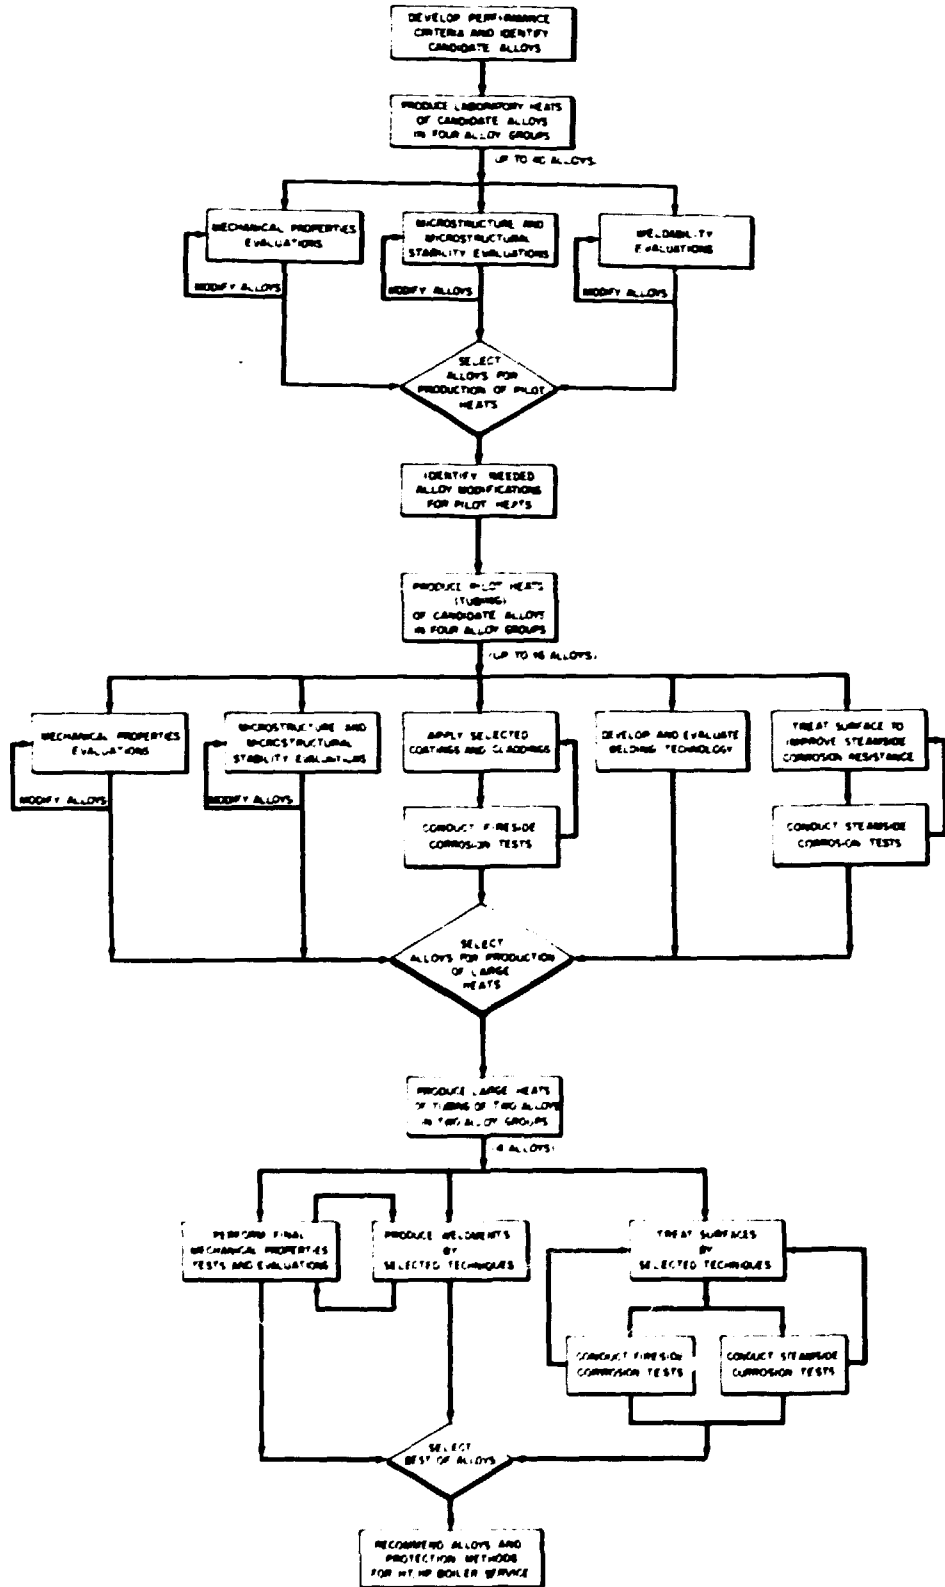 DEVELOP PERFORMANCE
CRITERIA AND IDENTIFY
CANDIDATE ALLOYS
PRODUCE LABORATORY HEATS
OF CANDIDATE ALLOYS
IN FOUR ALLOY GROUPS
(UP TO 40 ALLOYS)
MECHANICAL PROPERTIES
EVALUATIONS
MODIFY ALLOYS
MICROSTRUCTURE AND
MICROSTRUCTURAL
STABILITY EVALUATIONS
MODIFY ALLOYS
WELDABILITY
EVALUATIONS
MODIFY ALLOYS
SELECT
ALLOYS FOR
PRODUCTION OF PILOT
HEATS
IDENTIFY NEEDED
ALLOY MODIFICATIONS
FOR PILOT HEATS
PRODUCE PILOT HEATS
(TUBING)
OF CANDIDATE ALLOYS
IN FOUR ALLOY GROUPS
(UP TO 16 ALLOYS)
MECHANICAL PROPERTIES
EVALUATIONS
MODIFY ALLOYS
MICROSTRUCTURE AND
MICROSTRUCTURAL
STABILITY EVALUATIONS
MODIFY ALLOYS
APPLY SELECTED
COATINGS AND CLADDINGS
CONDUCT FIRESIDE
CORROSION TESTS
DEVELOP AND EVALUATE
WELDING TECHNOLOGY
TREAT SURFACE TO
IMPROVE STEAMSIDE
CORROSION RESISTANCE
CONDUCT STEAMSIDE
CORROSION TESTS
SELECT
ALLOYS FOR PRODUCTION
OF LARGE
HEATS
PRODUCE LARGE HEATS
OF TUBING OF TWO ALLOYS
IN TWO ALLOY GROUPS
(4 ALLOYS)
PERFORM FINAL
MECHANICAL PROPERTIES
TESTS AND EVALUATIONS
PRODUCE WELDMENTS
BY
SELECTED TECHNIQUES
TREAT SURFACES
BY
SELECTED TECHNIQUES
CONDUCT FIRESIDE
CORROSION TESTS
CONDUCT STEAMSIDE
CORROSION TESTS
SELECT
BEST OF ALLOYS
RECOMMEND ALLOYS AND
PROTECTION METHODS
FOR HT, HP BOILER SERVICE